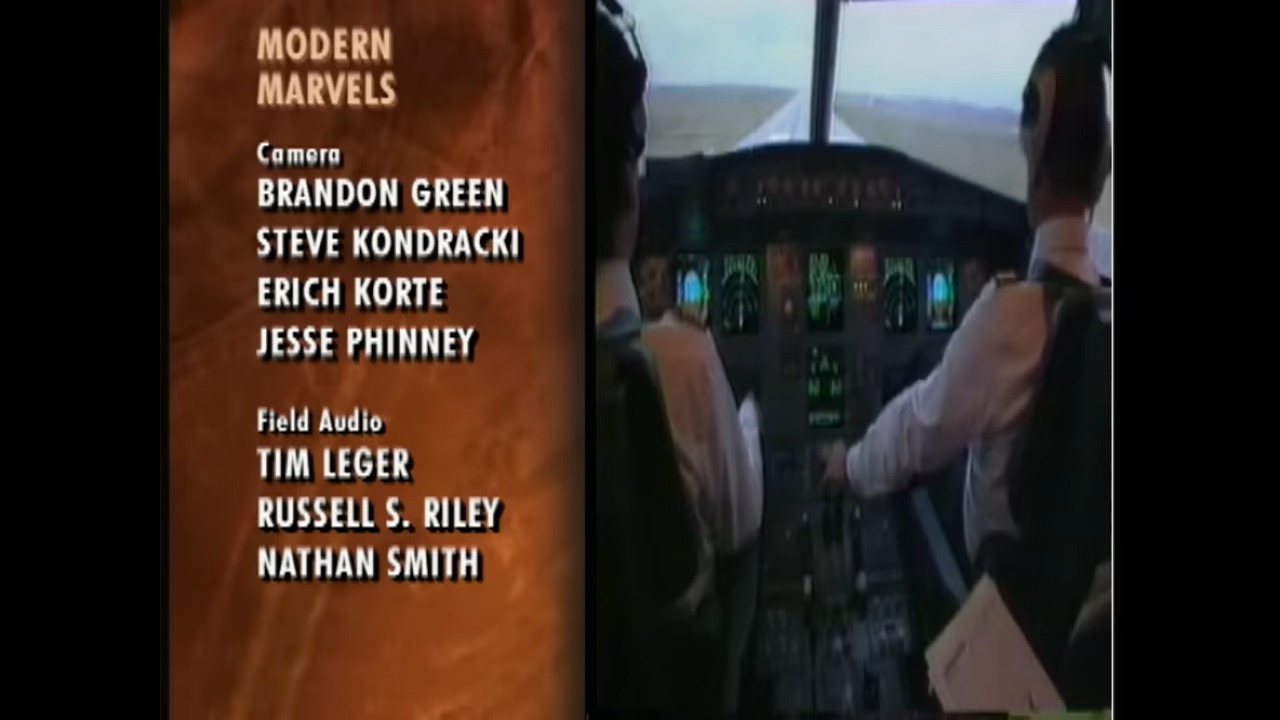 MODERN
MARVELS
Camera
BRANDON GREEN
STEVE KONDRACKI
ERICH KORTE
JESSE PHINNEY
Field Audio
TIM LEGER
RUSSELL S. RILEY
NATHAN SMITH